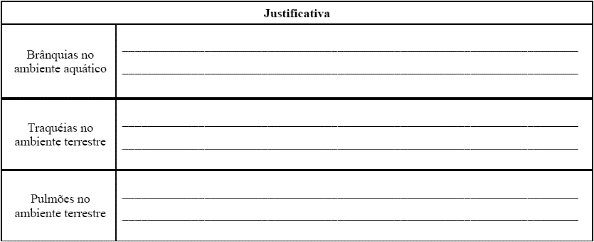 Justificativa
Brânquias no
ambiente aquático
Traquéias no
ambiente terrestre
Pulmões no
ambiente terrestre